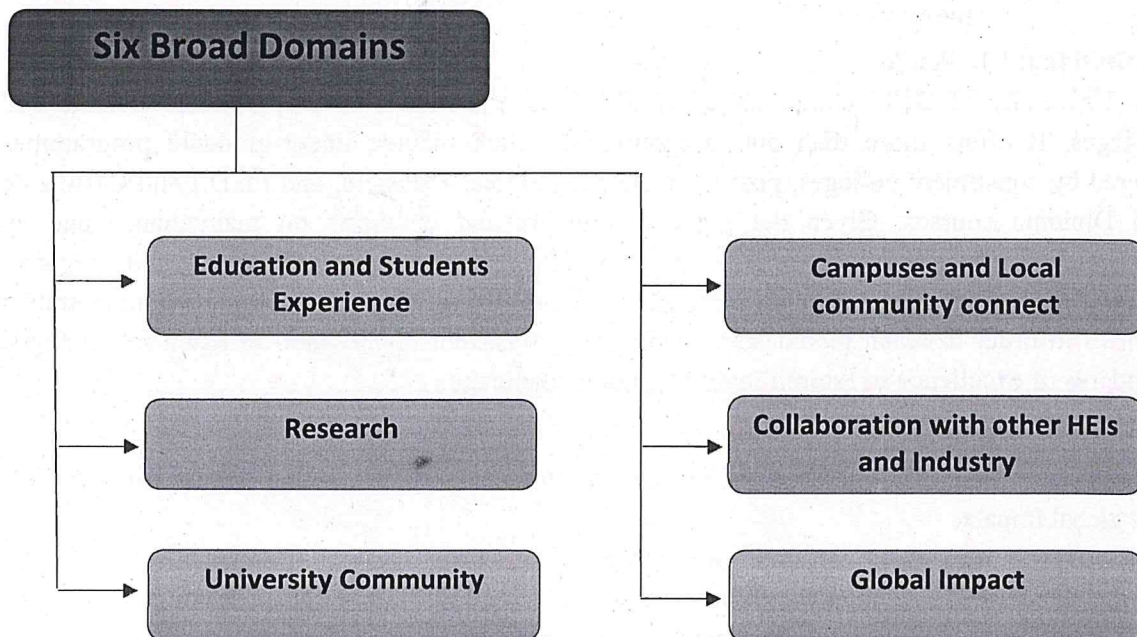 Six Broad Domains
Education and Students
Experience
Research
University Community
Campuses and Local
community connect
Collaboration with other HEIs
and Industry
Global Impact